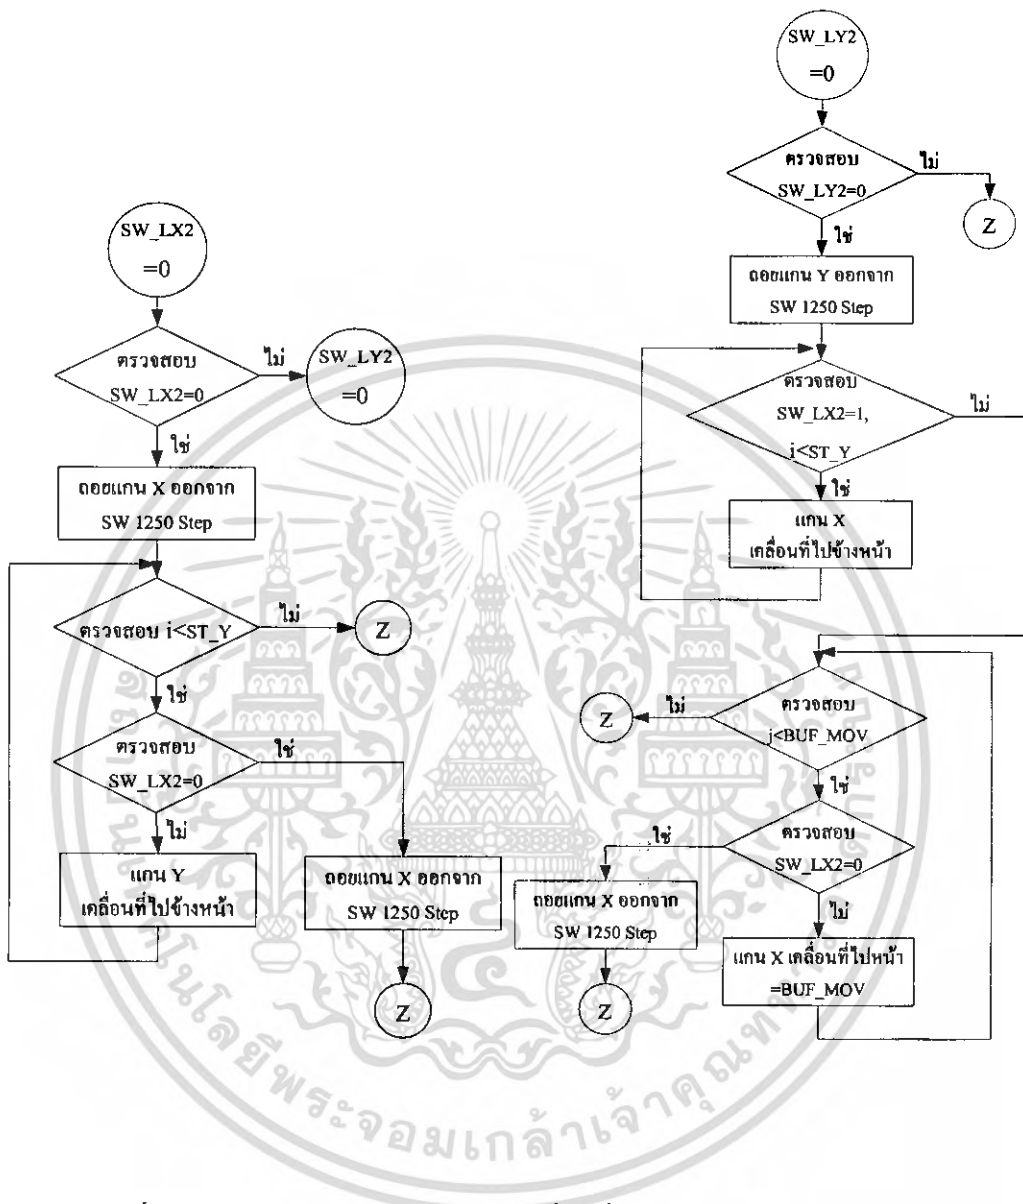 SW_LX2
=0
ตรวจสอบ
SW_LX2=0
ไม่
SW_LY2
=0
ใช่
ถอยแกน X ออกจาก
SW 1250 Step
ตรวจสอบ i<ST_Y
ไม่
Z
ใช่
ตรวจสอบ
SW_LX2=0
ใช่
ไม่
แกน Y
เคลื่อนที่ไปข้างหน้า
ถอยแกน X ออกจาก
SW 1250 Step
Z
SW_LY2
=0
ตรวจสอบ
SW_LY2=0
ไม่
Z
ใช่
ถอยแกน Y ออกจาก
SW 1250 Step
ตรวจสอบ
SW_LX2=1,
i<ST_Y
ไม่
ใช่
แกน X
เคลื่อนที่ไปข้างหน้า
ตรวจสอบ
j<BUF_MOV
ไม่
Z
ใช่
ตรวจสอบ
SW_LX2=0
ใช่
ถอยแกน X ออกจาก
SW 1250 Step
Z
ไม่
แกน X เคลื่อนที่ไปหน้า
=BUF_MOV